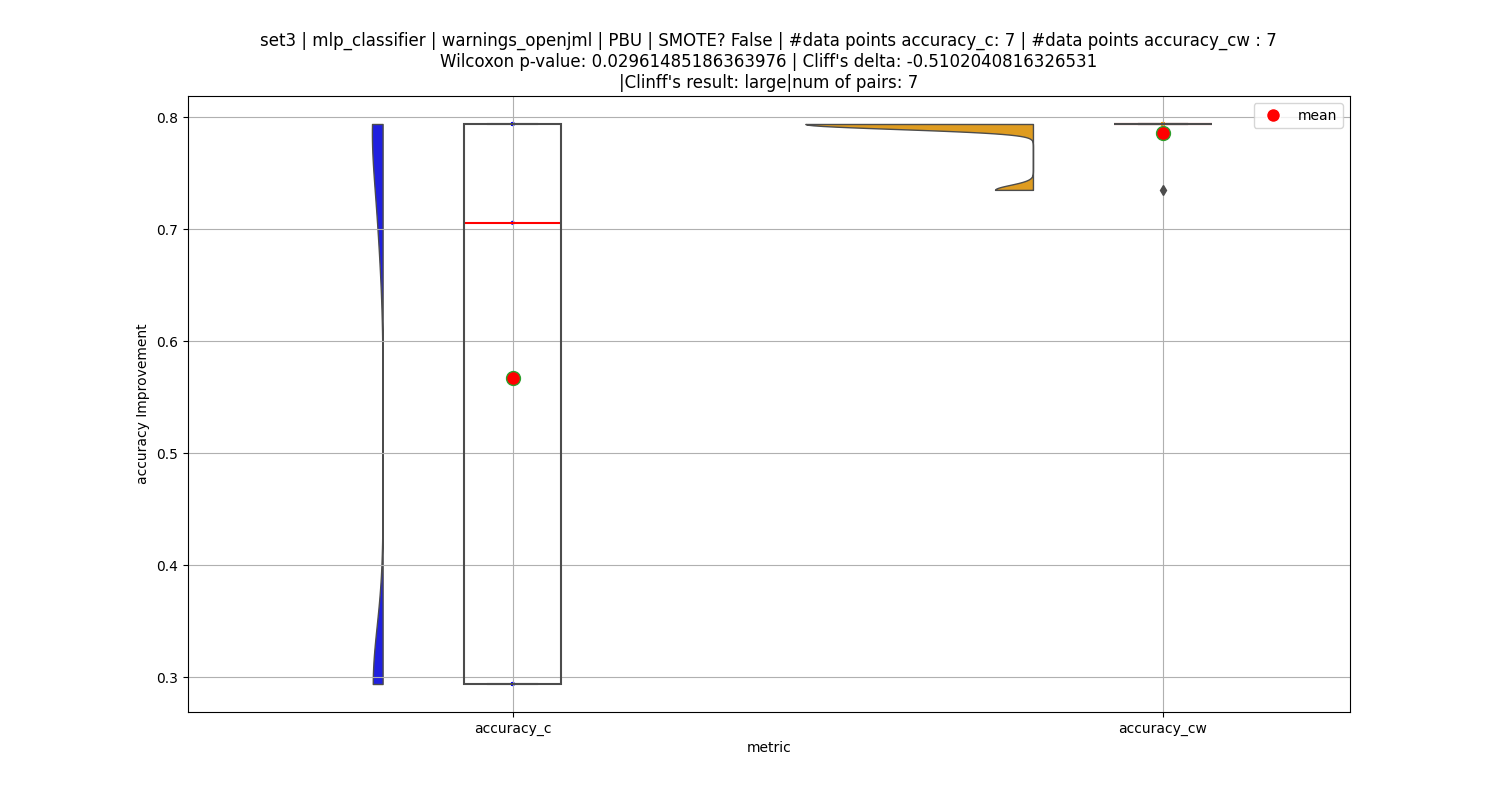 set3 | mlp_classifier | warnings_openjml | PBU | SMOTE? False | #data points accuracy_c: 7 | #data points accuracy_cw : 7
Wilcoxon p-value: 0.02961485186363976 | Cliff's delta: -0.5102040816326531
|Clinff's result: large|num of pairs: 7
mean
0.8
0.7
0.6
0.5
0.4
0.3
accuracy Improvement
accuracy_c
accuracy_cw
metric